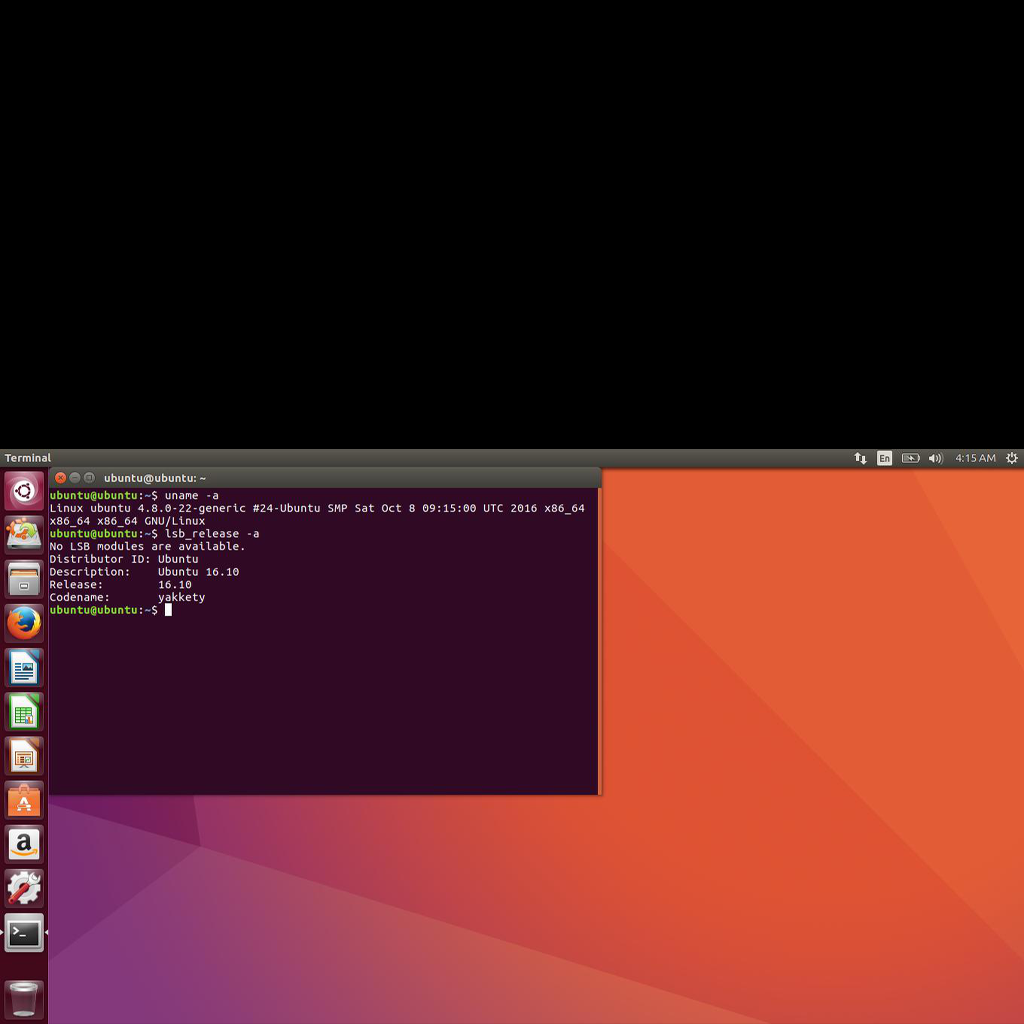 Terminal
En
4:15 AM
ubuntu@ubuntu: ~
ubuntu@ubuntu:~$ uname -a
Linux ubuntu 4.8.0-22-generic #24-Ubuntu SMP Sat Oct 8 09:15:00 UTC 2016 x86_64
x86_64 x86_64 GNU/Linux
ubuntu@ubuntu:~$ lsb_release -a
No LSB modules are available.
Distributor ID: Ubuntu
Description:    Ubuntu 16.10
Release:        16.10
Codename:       yakkety
ubuntu@ubuntu:~$